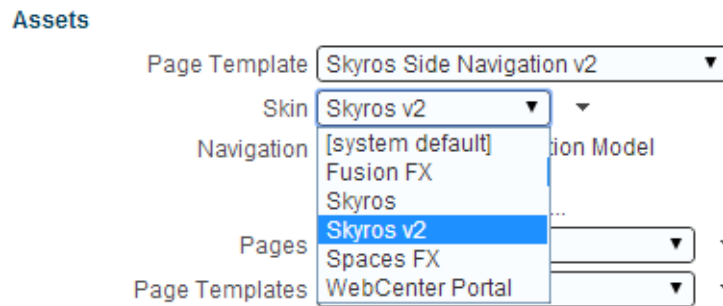 Assets
Page Template Skyros Side Navigation v2
Skin Skyros v2
[system default]
Navigation tion Model
Fusion FX
Skyros
...
Skyros v2
Pages
Spaces FX
Page Templates WebCenter Portal